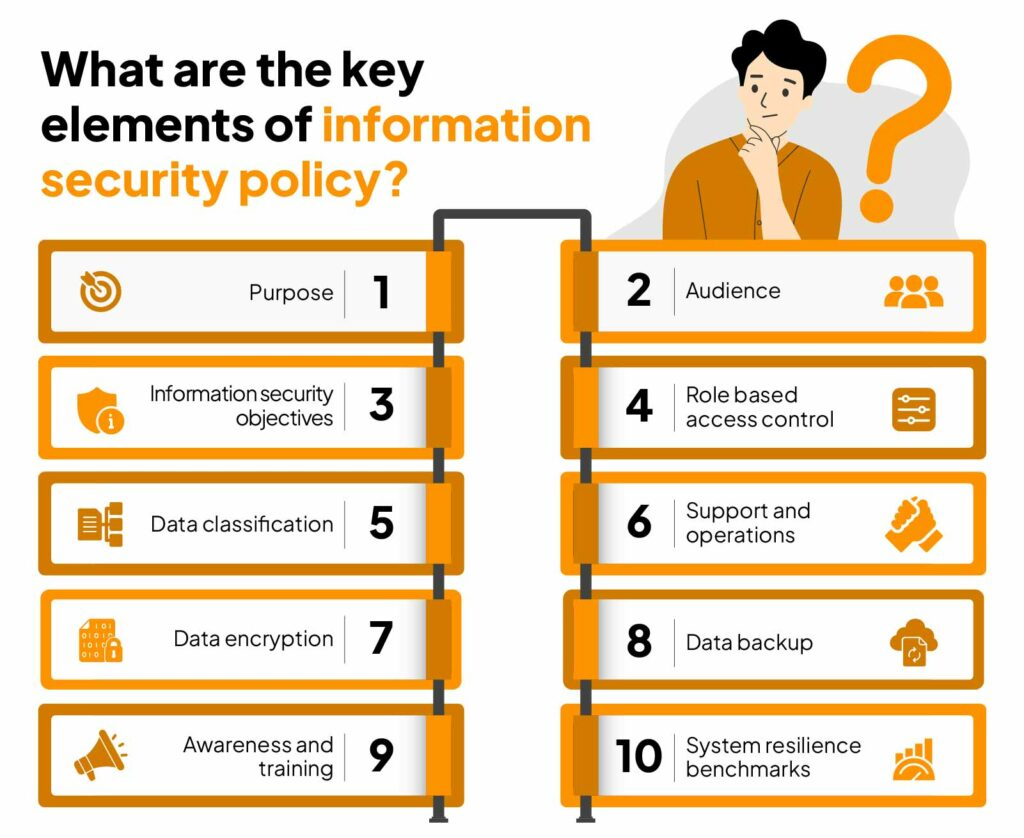 What are the key
elements of information
security policy?
Purpose
1
2
Audience
Information security
objectives
3
4
Role based
access control
Data classification
5
6
Support and
operations
Data encryption
7
8
Data backup
Awareness and
training
9
10
System resilience
benchmarks